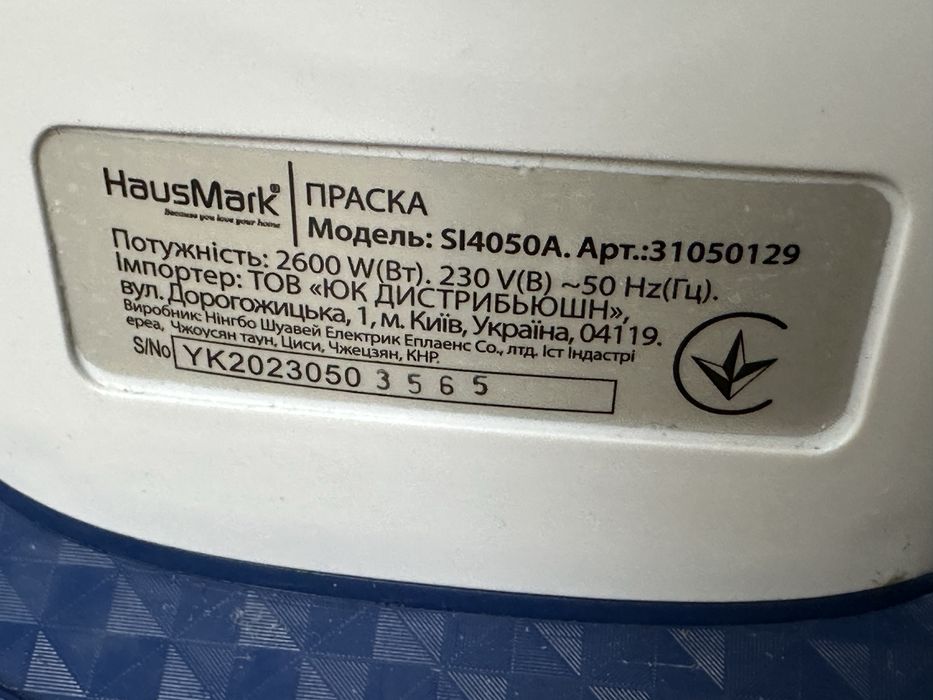 HausMark®
because you love your home
ПРАСКА
Модель: SI4050A. Арт.:31050129
Потужність: 2600 W(Вт). 230 V(В) ~50 Hz(Гц).
Імпортер: ТОВ «ЮК ДИСТРИБЬЮШН»,
вул. Дорогожицька, 1, м. Київ, Україна, 04119.
Виробник: Нінгбо Шуавей Електрик Епплаенс Со., лтд. Іст Індастрі
ереа, Чжоусян таун, Циси, Чжецзян, КНР.
S/No YK2023050 3 5 6 5